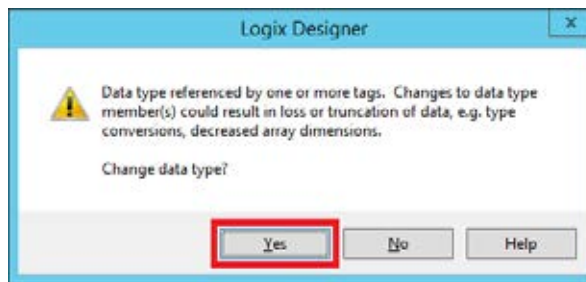 Logix Designer
x
Data type referenced by one or more tags. Changes to data type
member(s) could result in loss or truncation of data, e.g. type
conversions, decreased array dimensions.
Change data type?
Yes No Help